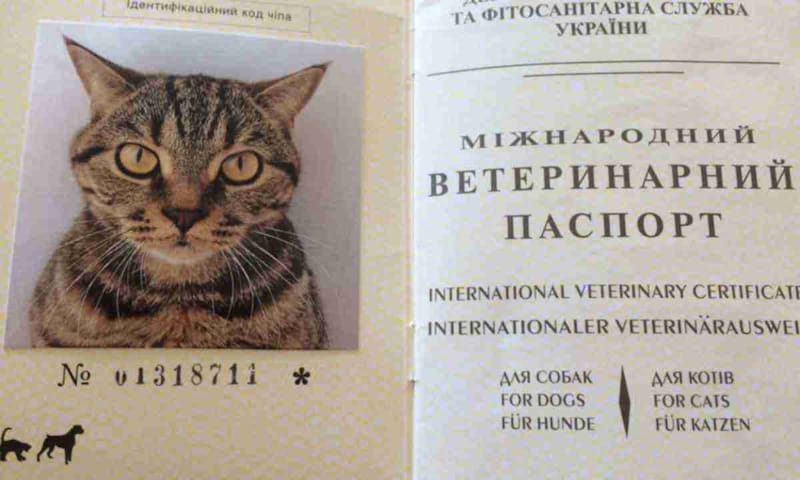 Ідентифікаційний код чіпа
№ 01318711 *
ТА ФІТОСАНІТАРНА СЛУЖБА
УКРАЇНИ
МІЖНАРОДНИЙ
ВЕТЕРИНАРНИЙ
ПАСПОРТ
INTERNATIONAL VETERINARY CERTIFICATE
INTERNATIONALER VETERINÄRAUSWEI
ДЛЯ СОБАК
FOR DOGS
FÜR HUNDE
ДЛЯ КОТІВ
FOR CATS
FÜR KATZEN